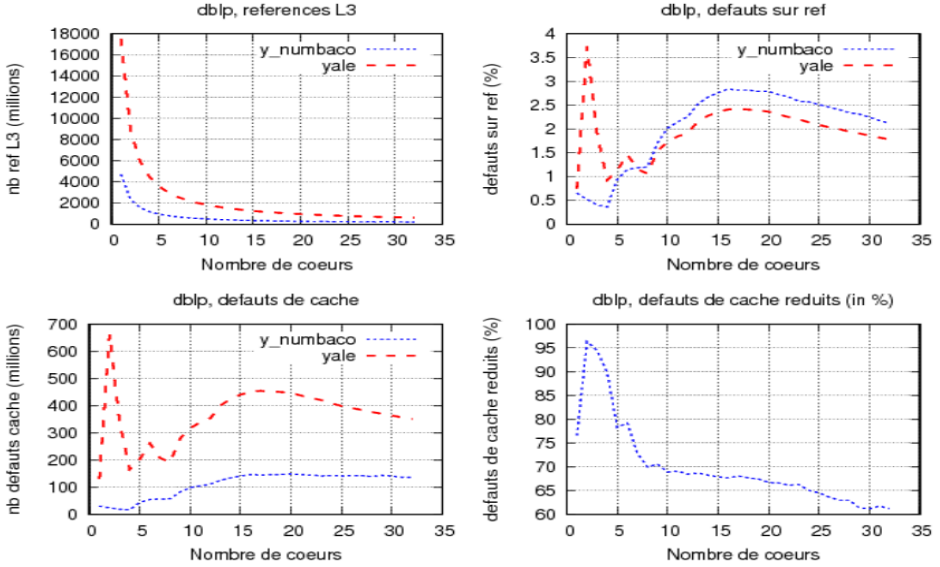 dblp, references L3
nb ref L3 (millions)
18000
16000
14000
12000
10000
8000
6000
4000
2000
0
y_numbaco
yale
0 5 10 15 20 25 30 35
Nombre de coeurs
dblp, defauts sur ref
defauts sur ref (%)
4
3.5
3
2.5
2
1.5
1
0.5
0
y_numbaco
yale
0 5 10 15 20 25 30 35
Nombre de coeurs
dblp, defauts de cache
nb defauts cache (millions)
700
600
500
400
300
200
100
0
y_numbaco
yale
0 5 10 15 20 25 30 35
Nombre de coeurs
dblp, defauts de cache reduits (in %)
defauts de cache reduits (%)
100
95
90
85
80
75
70
65
60
0 5 10 15 20 25 30 35
Nombre de coeurs